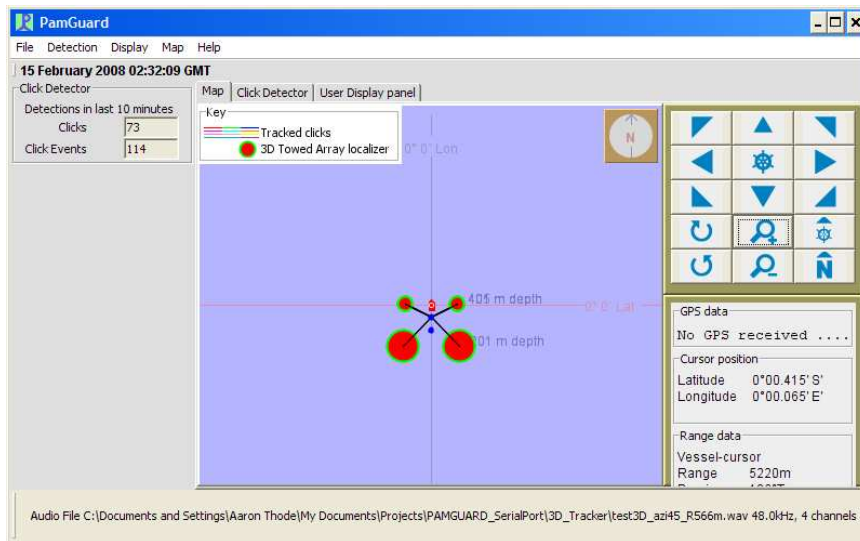 PamGuard
File Detection Display Map Help
15 February 2008 02:32:09 GMT
Click Detector
Detections in last 10 minutes
Clicks 73
Click Events 114
Map Click Detector User Display panel
Key
Tracked clicks
3D Towed Array localizer
0° 0' Lon
N
m depth
0° 0' Lat
m depth
N
GPS data
No GPS received ....
Cursor position
Latitude 0°00.415' S'
Longitude 0°00.065' E'
Range data
Vessel-cursor
Range 5220m
Audio File C:\Documents and Settings\Aaron Thode\My Documents\Projects\PAMGUARD_SerialPort\3D_Tracker\test3D_azi45_R566m.wav 48.0kHz, 4 channels